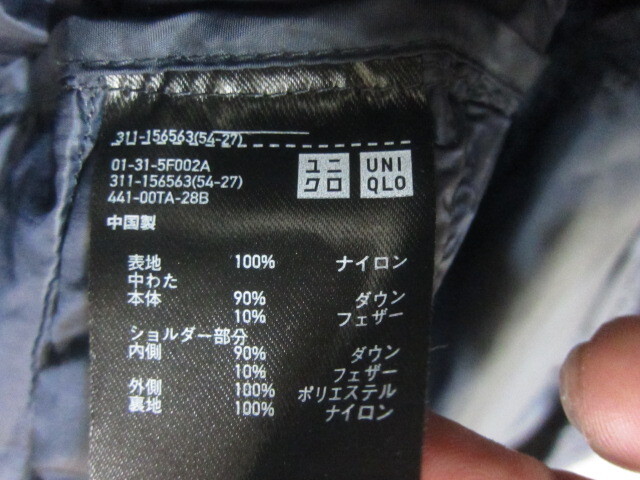 311-156563(54-27)
01-31-5F002A
311-156563(54-27)
441-00TA-28B
ユニクロ
UNIQLO
中国製
表地 100% ナイロン
中わた
本体 90% ダウン
10% フェザー
ショルダー部分
内側 90% ダウン
10% フェザー
外側 100% ポリエステル
裏地 100% ナイロン